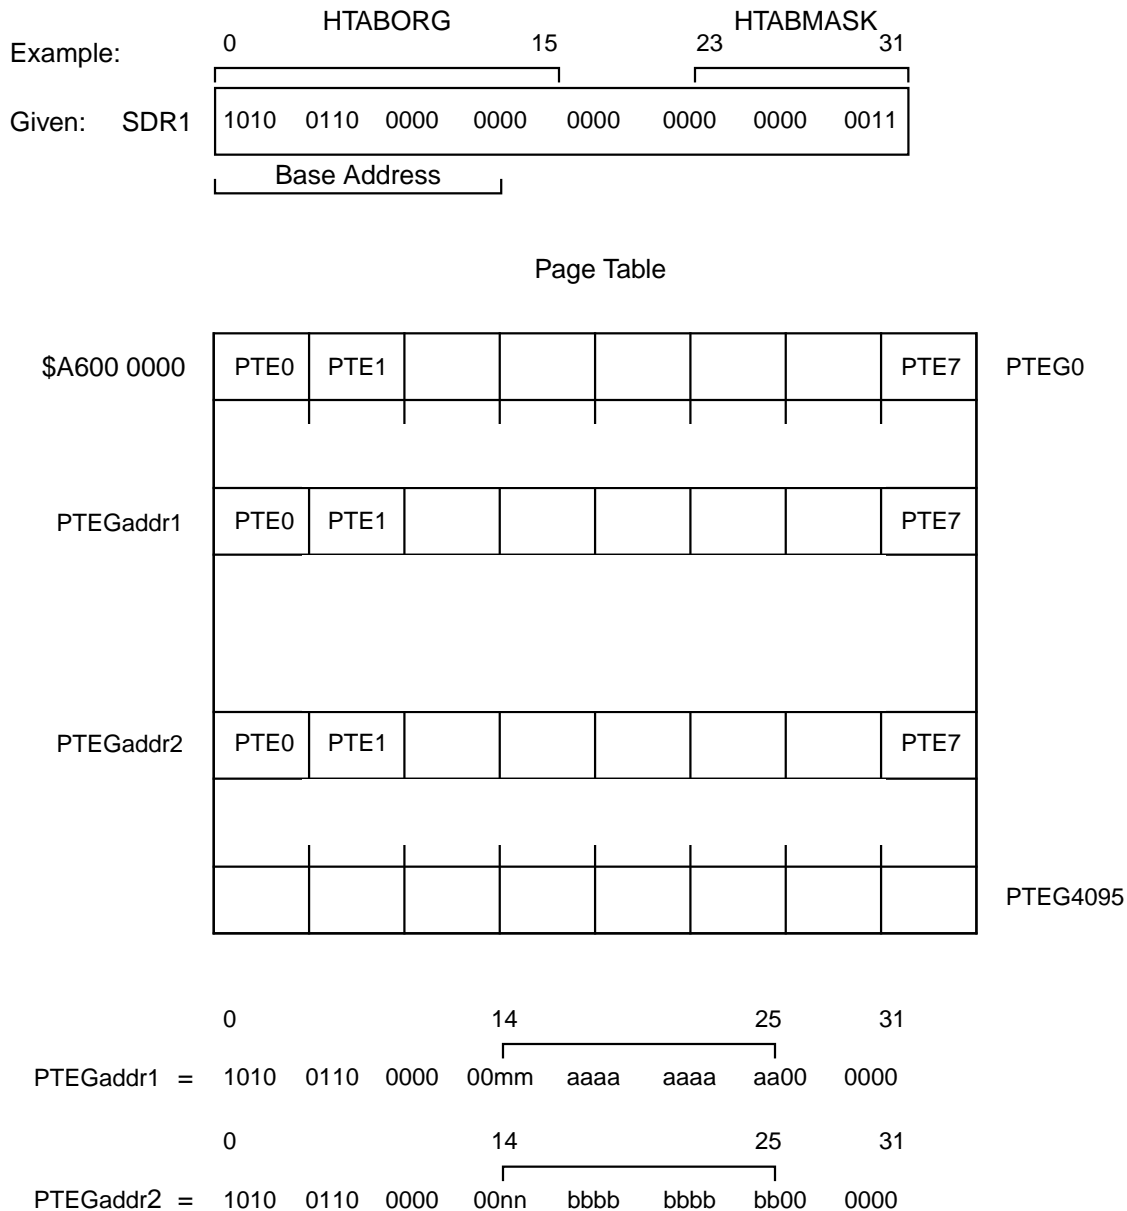 HTABORG HTABMASK
Example: 0 15 23 31
Given: SDR1 1010 0110 0000 0000 0000 0000 0000 0011
Base Address
Page Table
$A600 0000 PTE0 PTE1 PTE7 PTEG0
PTEGaddr1 PTE0 PTE1 PTE7
PTEGaddr2 PTE0 PTE1 PTE7
PTEG4095
0 14 25 31
PTEGaddr1 = 1010 0110 0000 00mm aaaa aaaa aa00 0000
0 14 25 31
PTEGaddr2 = 1010 0110 0000 00nn bbbb bbbb bb00 0000